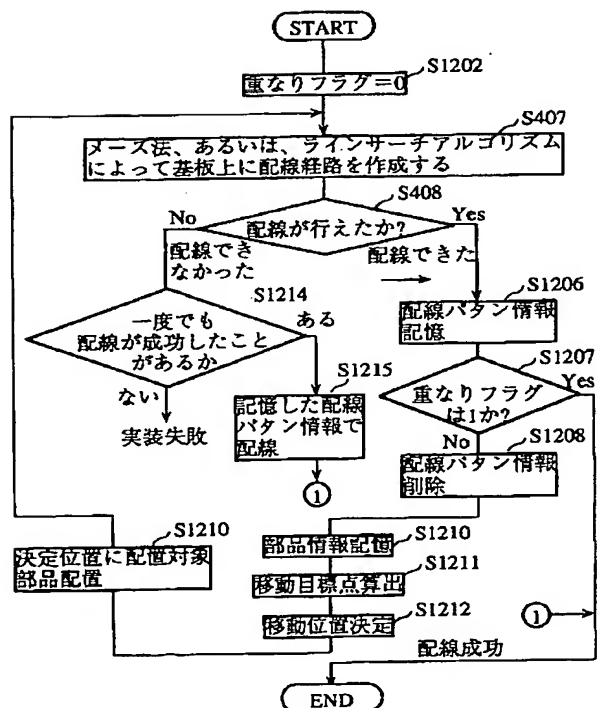 START
S1202
重なりフラグ＝0
S407
メーズ法、あるいは、ラインサーチアルゴリズム
によって基板上に配線経路を作成する
S408
No
配線が行えたか?
Yes
配線でき
なかった
配線できた
S1214
S1206
一度でも
配線が成功したこと
があるか
ある
配線パタン情報
記憶
S1215
S1207
ない
記憶した配線
パタン情報で
配線
重なりフラグ
は1か?
Yes
実装失敗
No
S1208
①
配線パタン情報
削除
S1210
決定位置に配置対象
部品配置
S1210
部品情報記憶
S1211
移動目標点算出
S1212
移動位置決定
①
配線成功
END